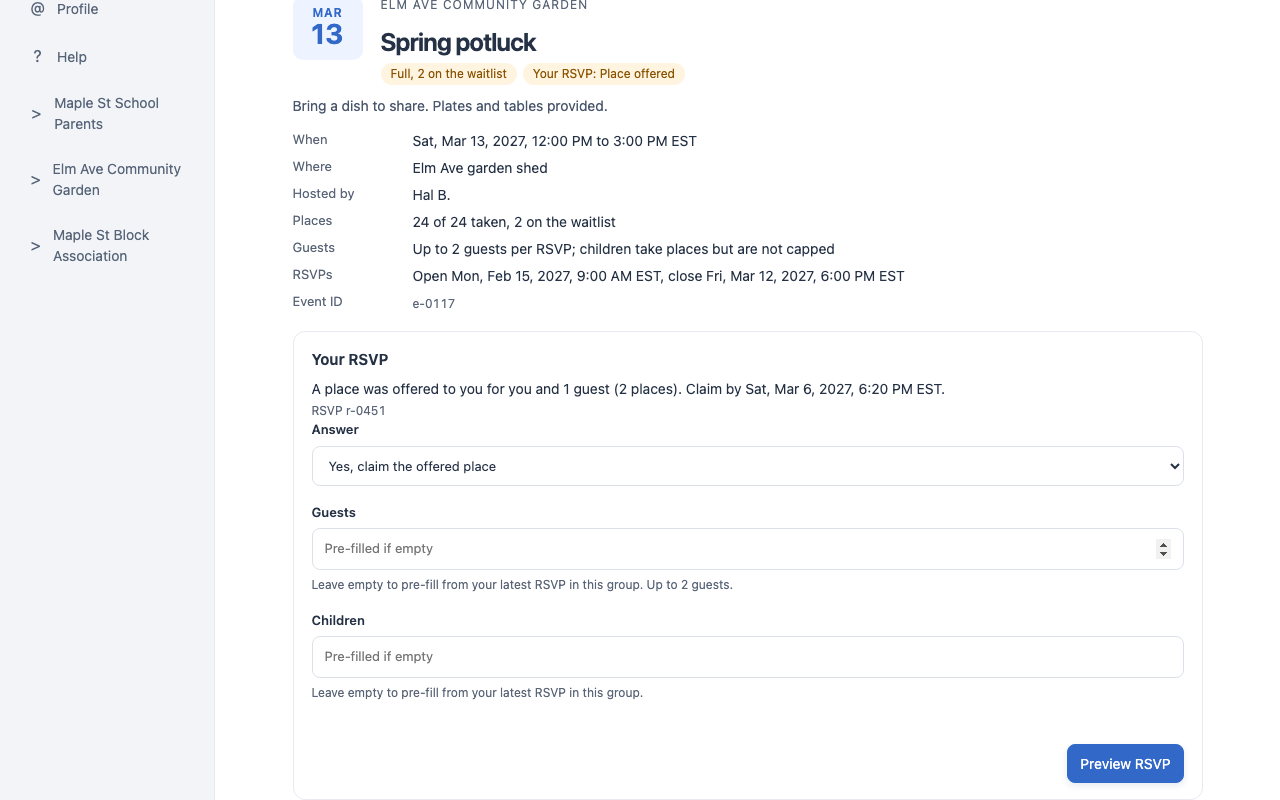 @ Profile
? Help
> Maple St School
Parents
> Elm Ave Community
Garden
> Maple St Block
Association
MAR
13
ELM AVE COMMUNITY GARDEN
Spring potluck
Full, 2 on the waitlist
Your RSVP: Place offered
Bring a dish to share. Plates and tables provided.
When Sat, Mar 13, 2027, 12:00 PM to 3:00 PM EST
Where Elm Ave garden shed
Hosted by Hal B.
Places 24 of 24 taken, 2 on the waitlist
Guests Up to 2 guests per RSVP; children take places but are not capped
RSVPs Open Mon, Feb 15, 2027, 9:00 AM EST, close Fri, Mar 12, 2027, 6:00 PM EST
Event ID e-0117
Your RSVP
A place was offered to you for you and 1 guest (2 places). Claim by Sat, Mar 6, 2027, 6:20 PM EST.
RSVP r-0451
Answer
Yes, claim the offered place
Guests
Pre-filled if empty
Leave empty to pre-fill from your latest RSVP in this group. Up to 2 guests.
Children
Pre-filled if empty
Leave empty to pre-fill from your latest RSVP in this group.
Preview RSVP